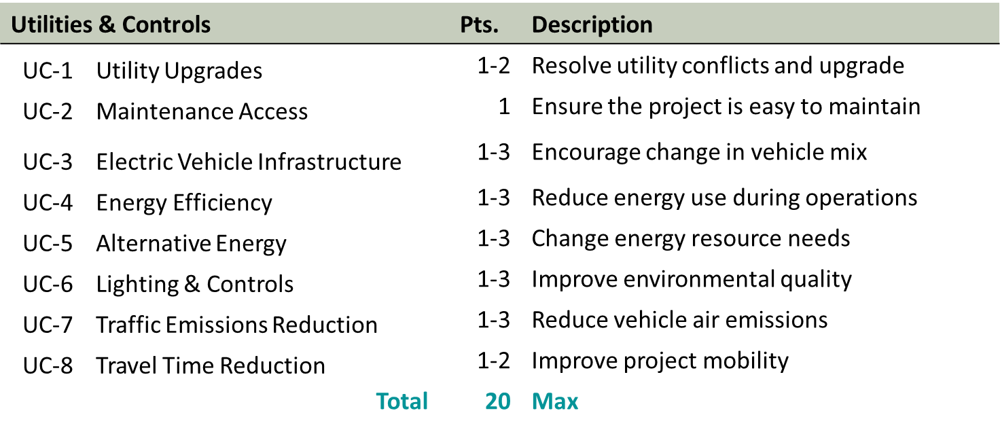 Utilities & Controls Pts. Description
UC-1 Utility Upgrades 1-2 Resolve utility conflicts and upgrade
UC-2 Maintenance Access 1 Ensure the project is easy to maintain
UC-3 Electric Vehicle Infrastructure 1-3 Encourage change in vehicle mix
UC-4 Energy Efficiency 1-3 Reduce energy use during operations
UC-5 Alternative Energy 1-3 Change energy resource needs
UC-6 Lighting & Controls 1-3 Improve environmental quality
UC-7 Traffic Emissions Reduction 1-3 Reduce vehicle air emissions
UC-8 Travel Time Reduction 1-2 Improve project mobility
Total 20 Max